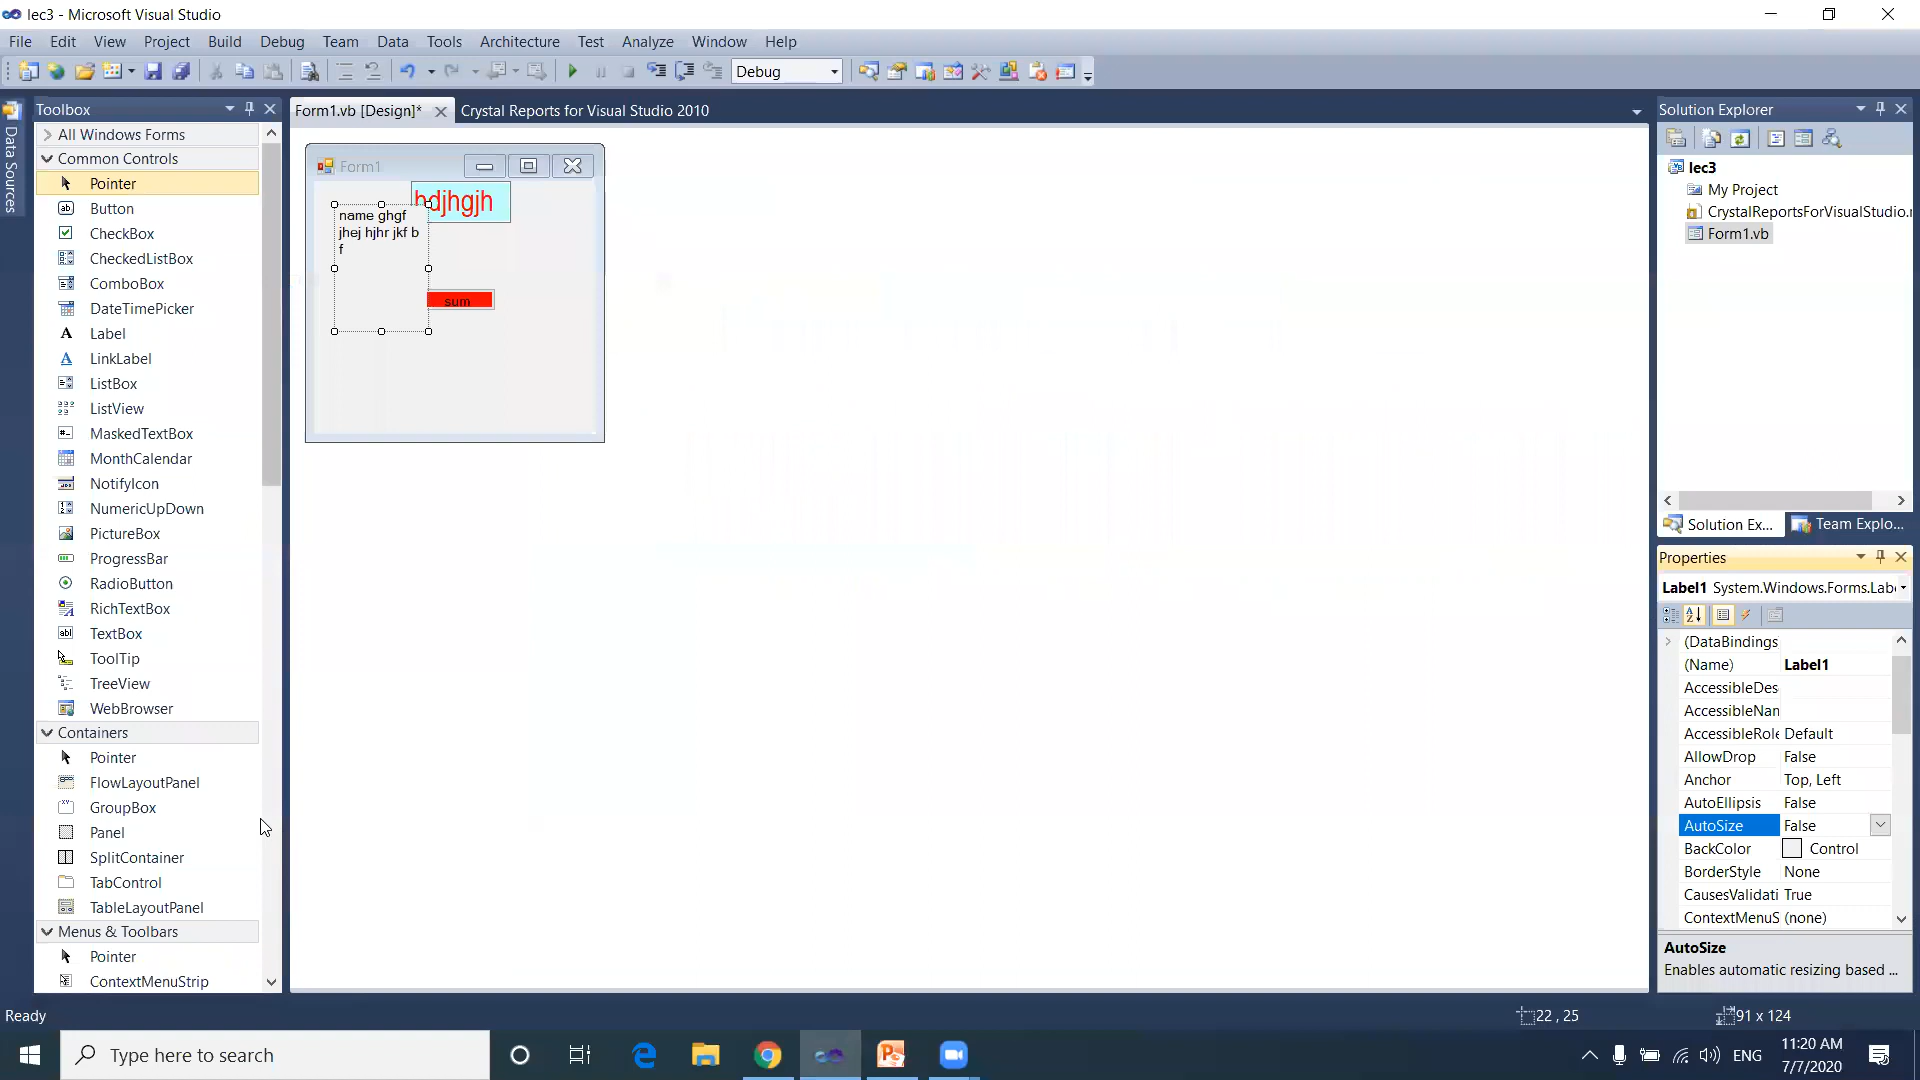 lec3 - Microsoft Visual Studio
File Edit View Project Build Debug Team Data Tools Architecture Test Analyze Window Help
Debug
Data Sources
Toolbox
All Windows Forms
Common Controls
Pointer
Button
CheckBox
CheckedListBox
ComboBox
DateTimePicker
Label
LinkLabel
ListBox
ListView
MaskedTextBox
MonthCalendar
NotifyIcon
NumericUpDown
PictureBox
ProgressBar
RadioButton
RichTextBox
TextBox
ToolTip
TreeView
WebBrowser
Containers
Pointer
FlowLayoutPanel
GroupBox
Panel
SplitContainer
TabControl
TableLayoutPanel
Menus & Toolbars
Pointer
ContextMenuStrip
Form1.vb [Design]* Crystal Reports for Visual Studio 2010
Form1
hdjhgjh
name ghgf
jhej hjhr jkf b
f
sum
Solution Explorer
lec3
My Project
CrystalReportsForVisualStudio.r
Form1.vb
Solution Ex... Team Explo...
Properties
Label1 System.Windows.Forms.Lab
(DataBindings
(Name) Label1
AccessibleDes
AccessibleNam
AccessibleRole Default
AllowDrop False
Anchor Top, Left
AutoEllipsis False
AutoSize False
BackColor Control
BorderStyle None
CausesValidati True
ContextMenuS (none)
AutoSize
Enables automatic resizing based ...
Ready 22 , 25 91 x 124
Type here to search
ENG
11:20 AM
7/7/2020